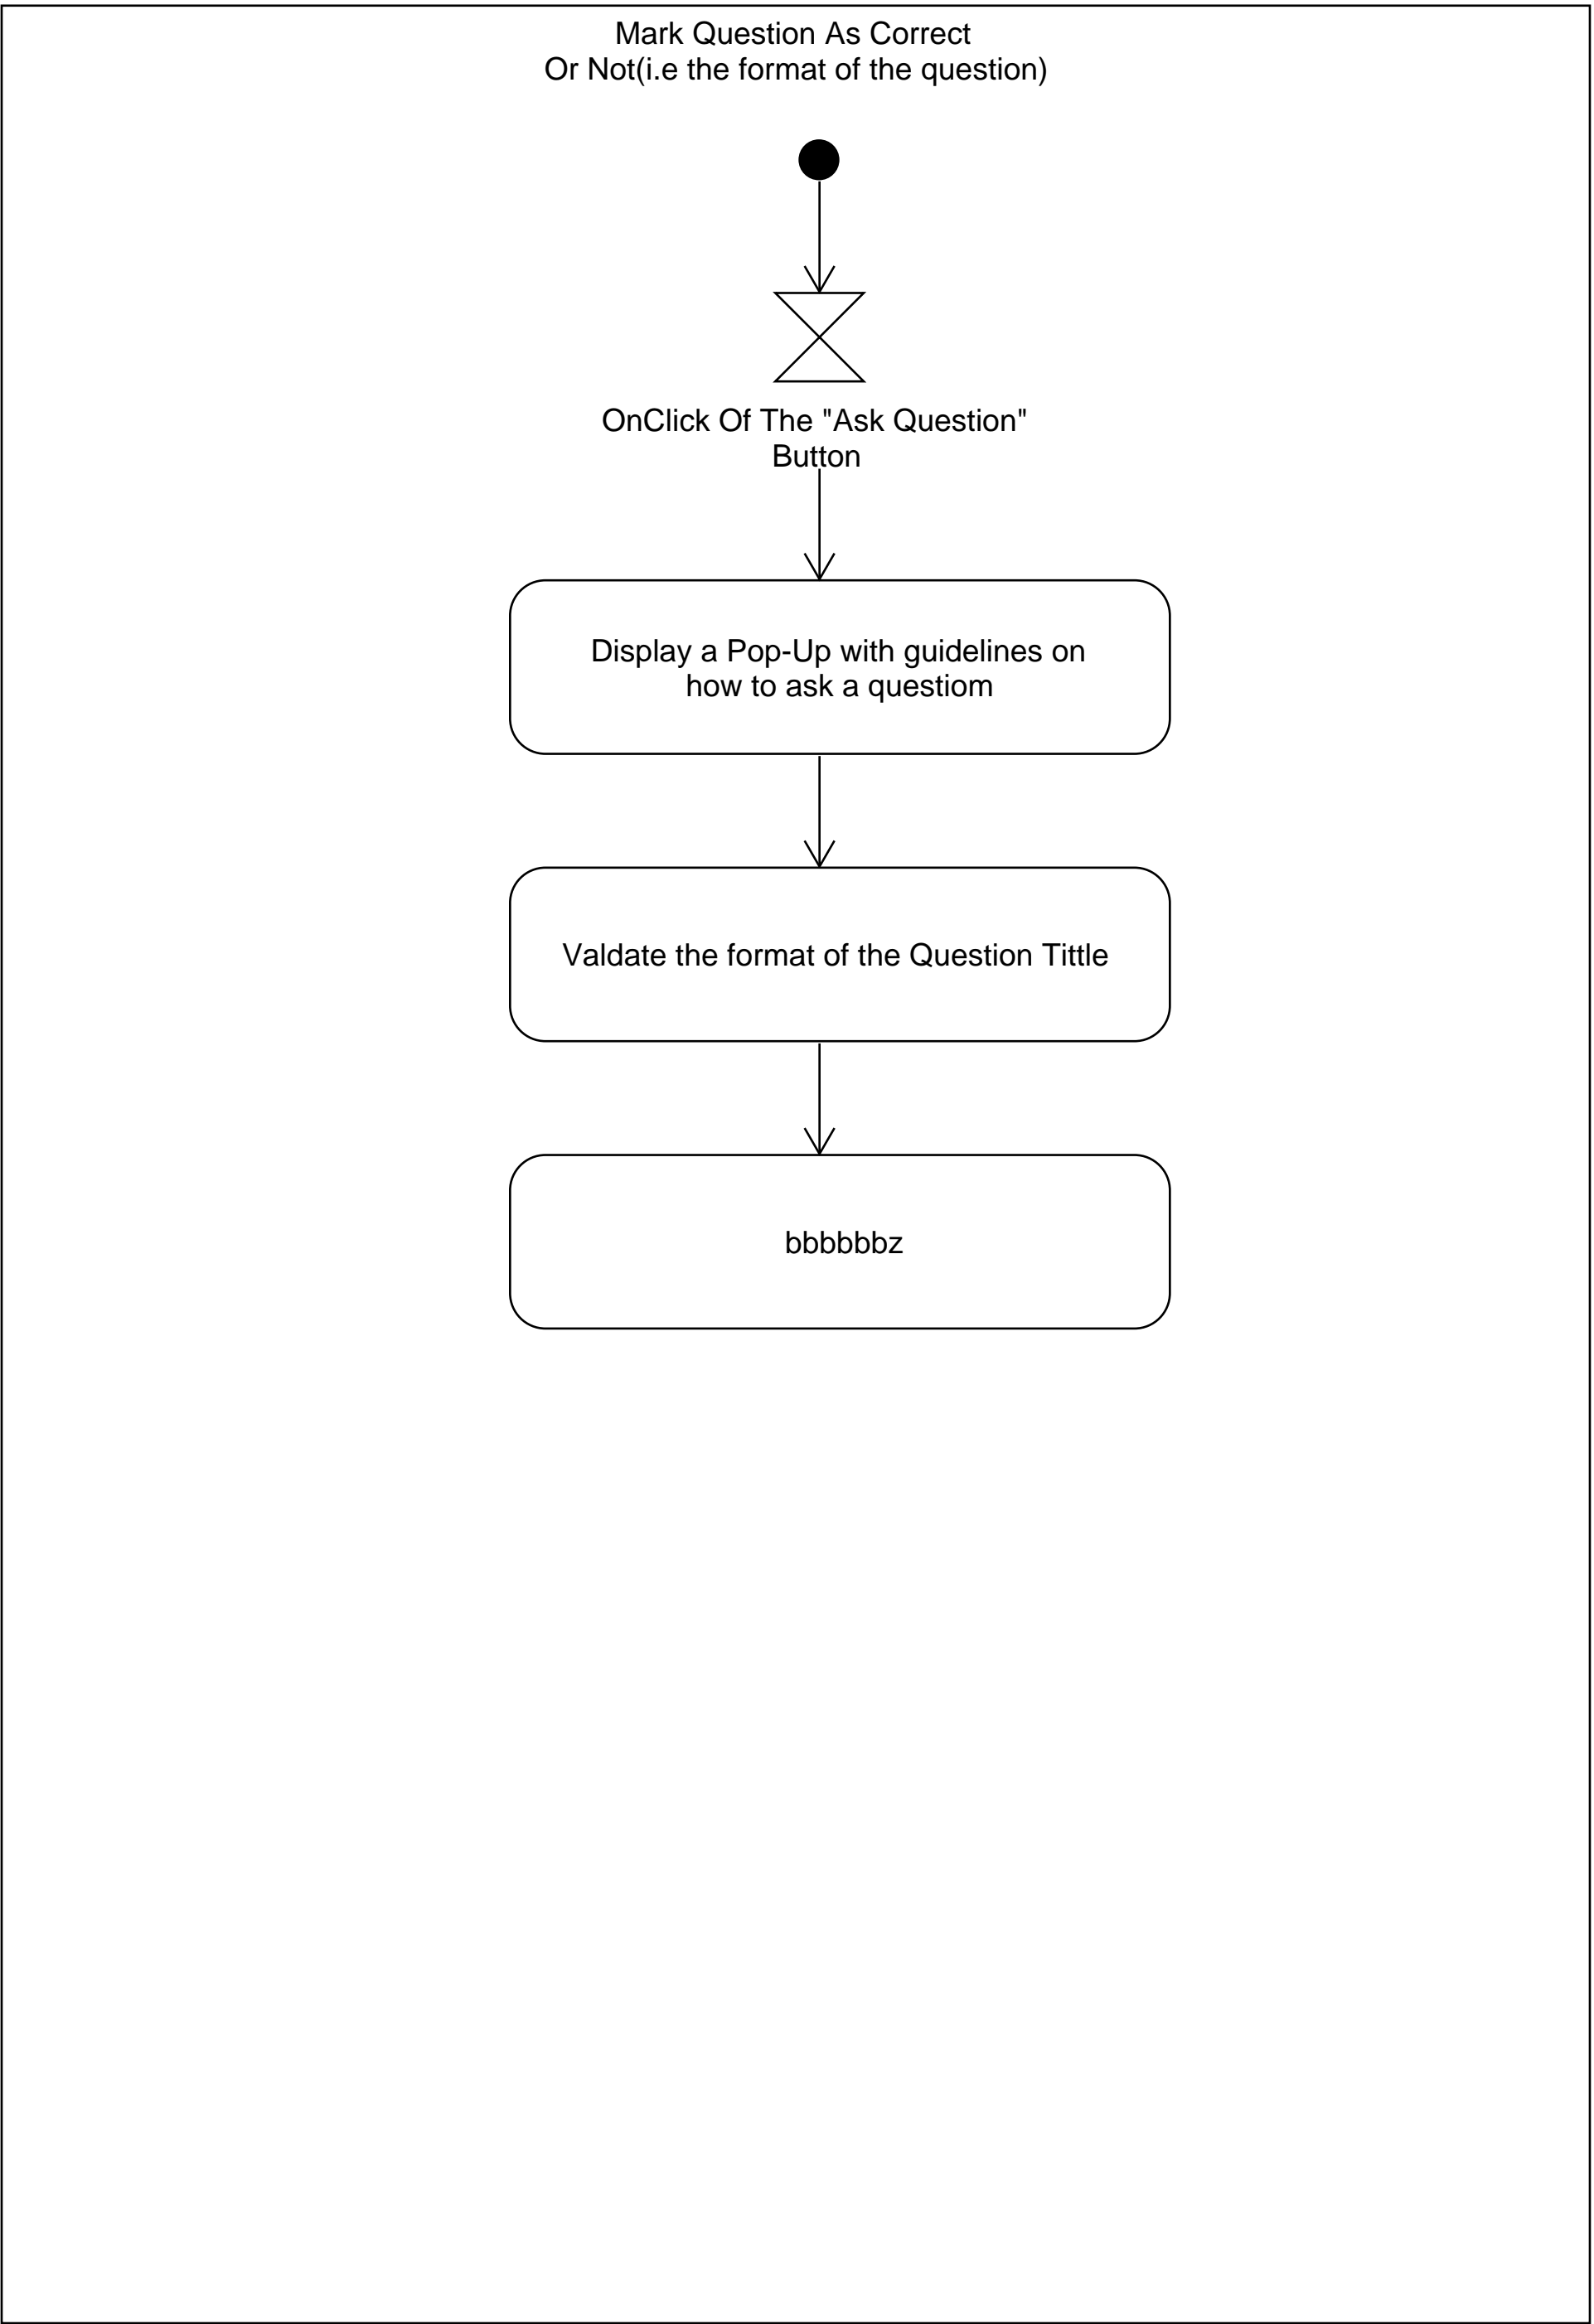 Mark Question As Correct
Or Not(i.e the format of the question)
OnClick Of The "Ask Question"
Button
Display a Pop-Up with guidelines on
how to ask a questiom
Valdate the format of the Question Tittle
bbbbbbz